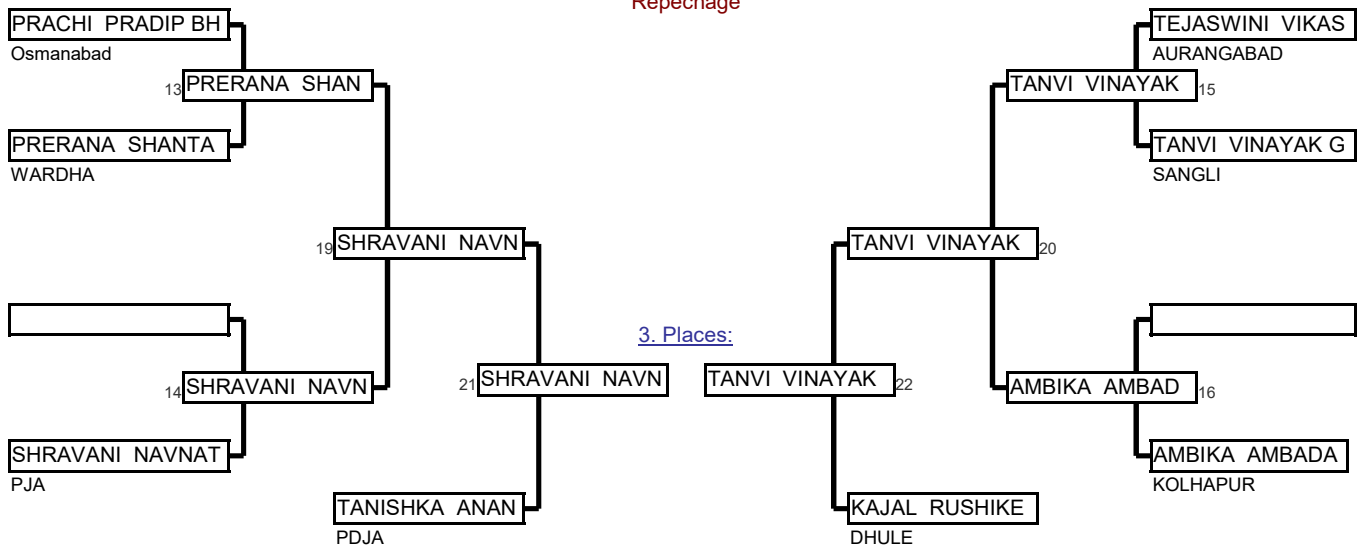 Repechage
PRACHI PRADIP BH
Osmanabad
TEJASWINI VIKAS
AURANGABAD
13 PRERANA SHAN
TANVI VINAYAK 15
PRERANA SHANTA
WARDHA
TANVI VINAYAK G
SANGLI
19 SHRAVANI NAVN
TANVI VINAYAK 20
3. Places:
14 SHRAVANI NAVN
21 SHRAVANI NAVN
TANVI VINAYAK 22
AMBIKA AMBAD 16
SHRAVANI NAVNAT
PJA
AMBIKA AMBADA
KOLHAPUR
TANISHKA ANAN
PDJA
KAJAL RUSHIKE
DHULE